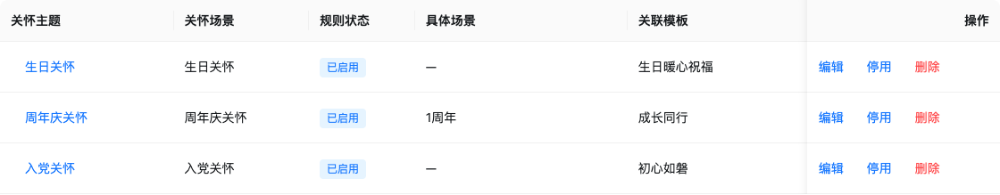 关怀主题 关怀场景 规则状态 具体场景 关联模板 操作
生日关怀 生日关怀 已启用 — 生日暖心祝福 编辑 停用 删除
周年庆关怀 周年庆关怀 已启用 1周年 成长同行 编辑 停用 删除
入党关怀 入党关怀 已启用 — 初心如磐 编辑 停用 删除